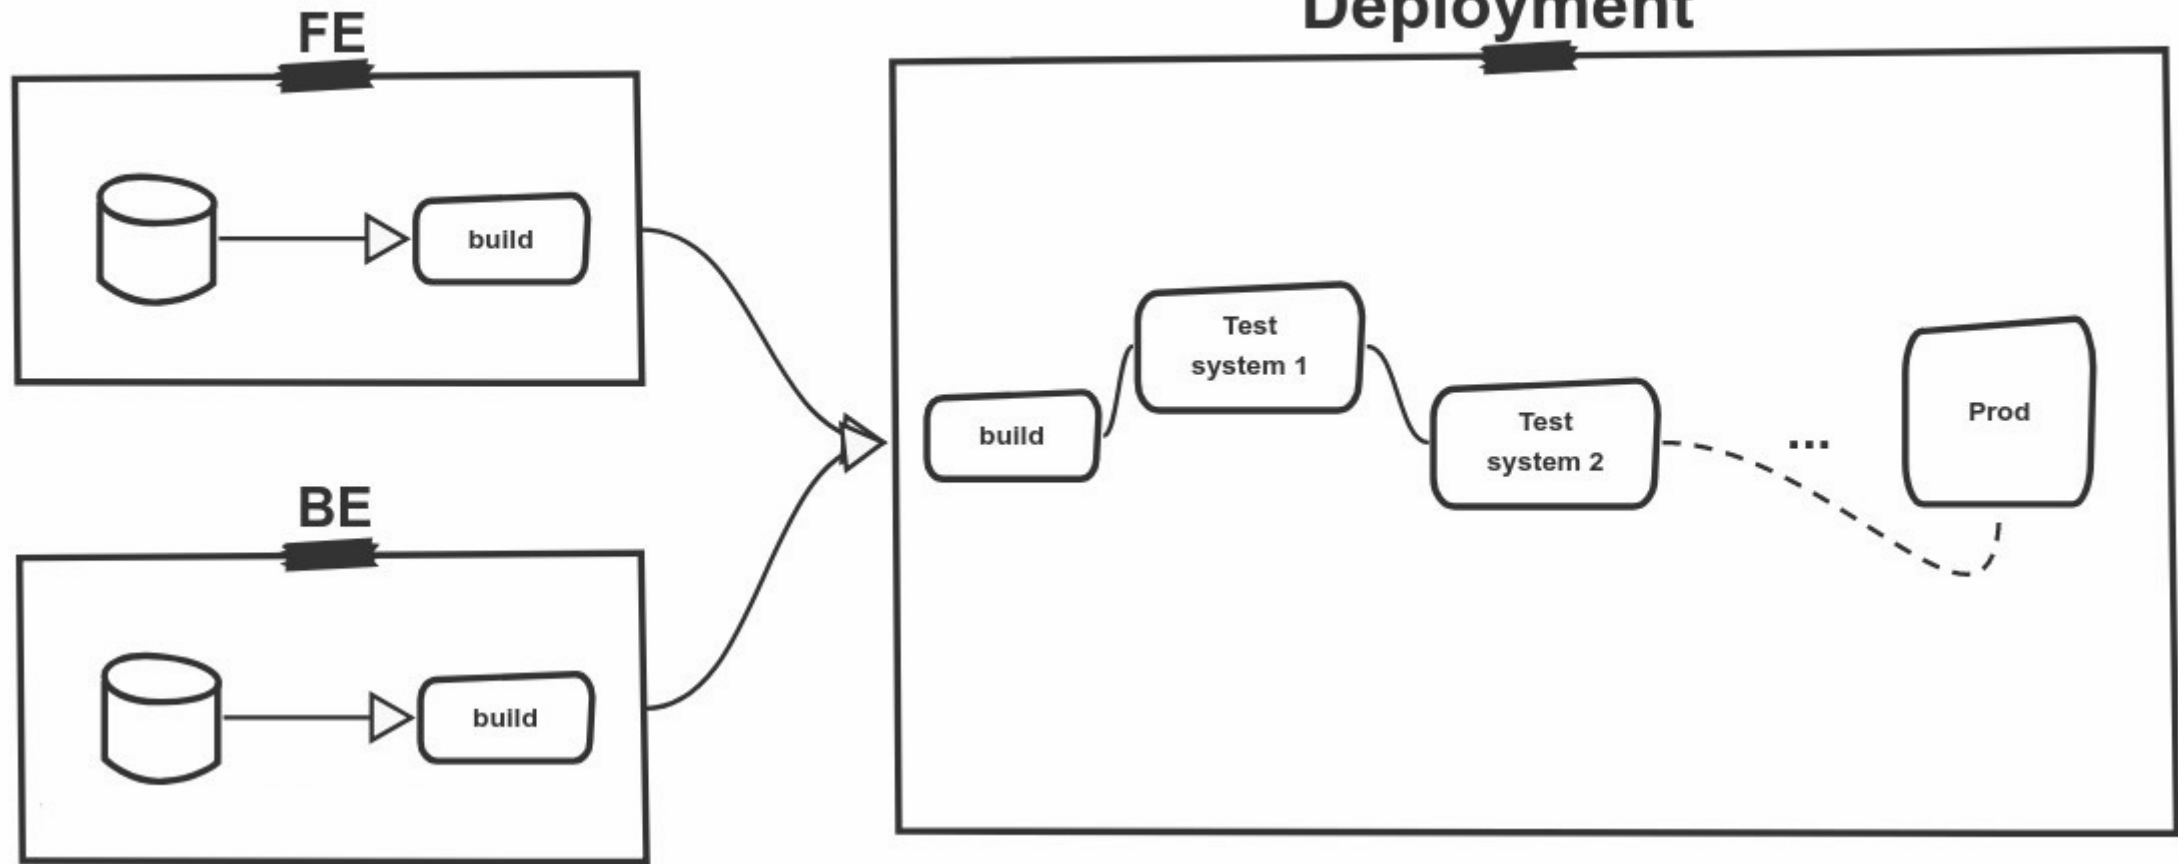 FE
build
BE
build
Deployment
build
Test
system 1
Test
system 2
...
Prod